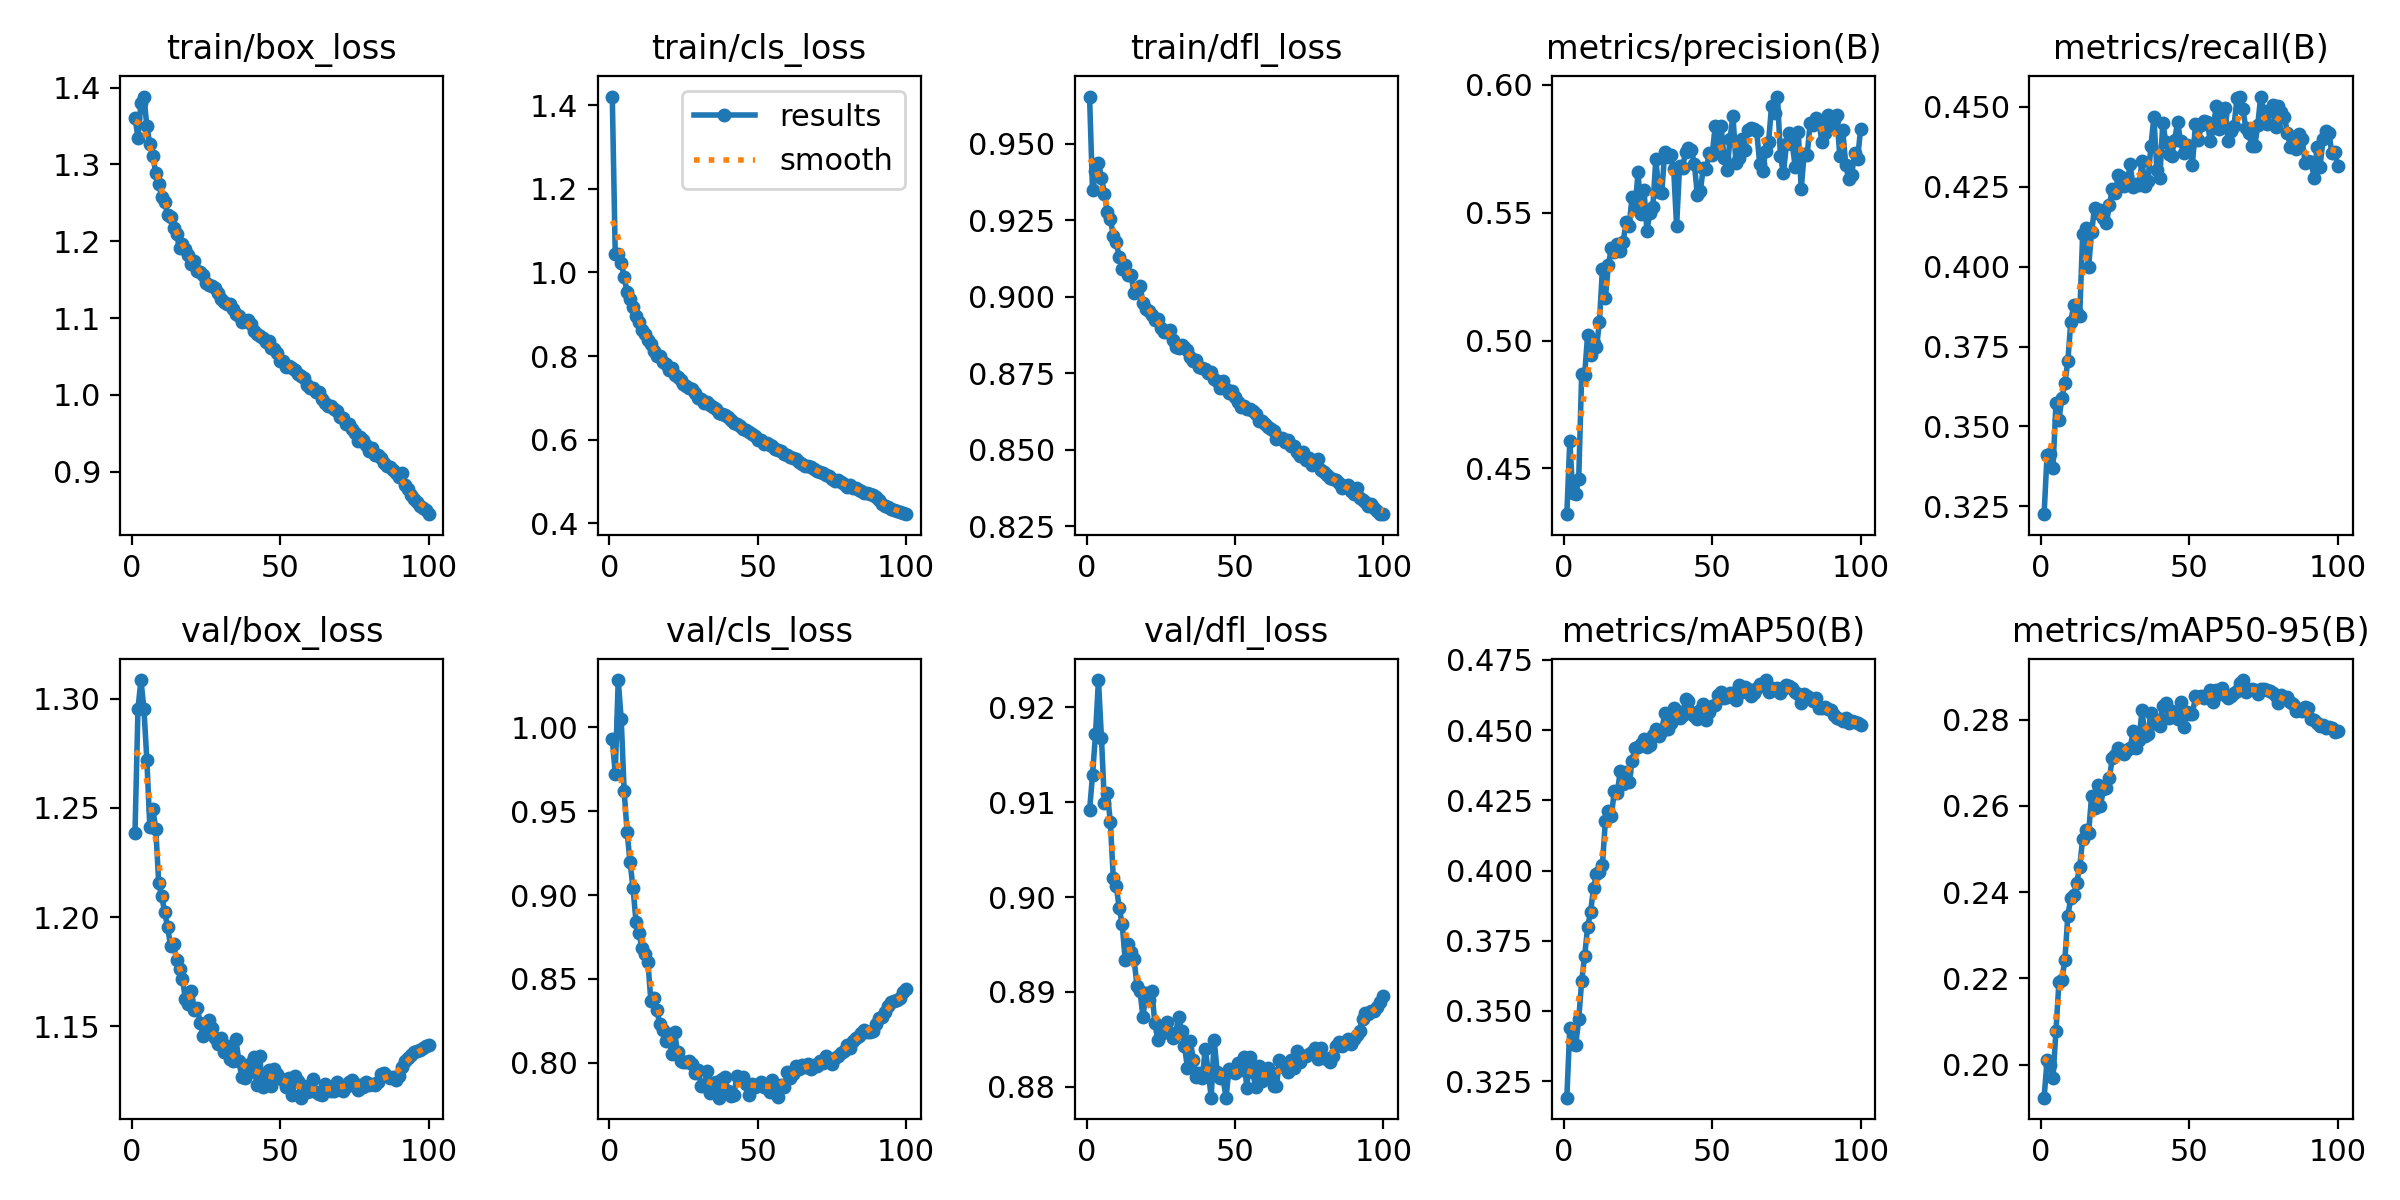 train/box_loss
1.4
1.3
1.2
1.1
1.0
0.9
0 50 100
train/cls_loss
results
smooth
1.4
1.2
1.0
0.8
0.6
0.4
0 50 100
train/dfl_loss
0.950
0.925
0.900
0.875
0.850
0.825
0 50 100
metrics/precision(B)
0.60
0.55
0.50
0.45
0 50 100
metrics/recall(B)
0.450
0.425
0.400
0.375
0.350
0.325
0 50 100
val/box_loss
1.30
1.25
1.20
1.15
0 50 100
val/cls_loss
1.00
0.95
0.90
0.85
0.80
0 50 100
val/dfl_loss
0.92
0.91
0.90
0.89
0.88
0 50 100
metrics/mAP50(B)
0.475
0.450
0.425
0.400
0.375
0.350
0.325
0 50 100
metrics/mAP50-95(B)
0.28
0.26
0.24
0.22
0.20
0 50 100